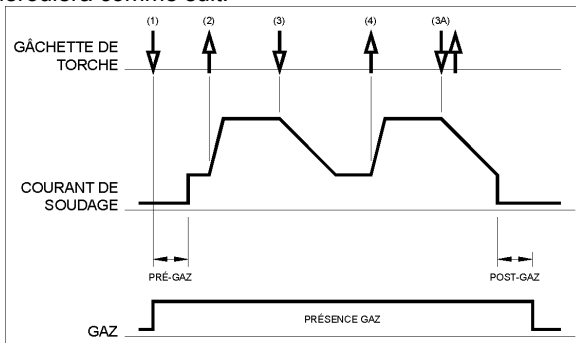 (1) (2) (3) (4) (3A)
GÂCHETTE DE
TORCHE
COURANT DE
SOUDAGE
PRÉ-GAZ POST-GAZ
PRÉSENCE GAZ
GAZ